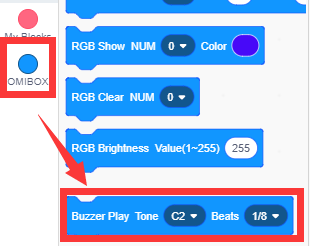 My Blocks
OMIBOX
RGB Show NUM 0 Color
RGB Clear NUM 0
RGB Brightness Value(1~255) 255
Buzzer Play Tone C2 Beats 1/8